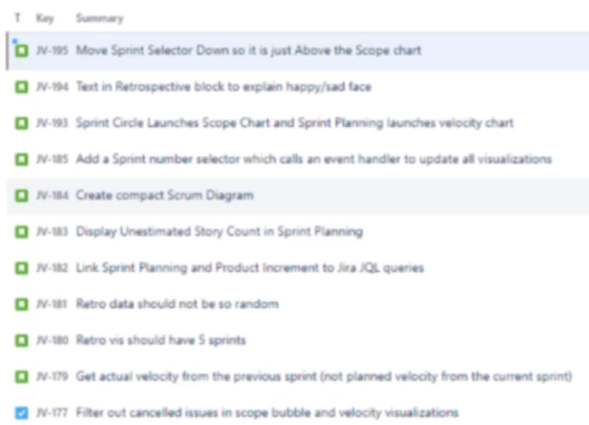 T Key Summary
JV-195 Move Sprint Selector Down so it is just Above the Scope chart
JV-194 Text in Retrospective block to explain happy/sad face
JV-193 Sprint Circle Launches Scope Chart and Sprint Planning launches velocity chart
JV-185 Add a Sprint number selector which calls an event handler to update all visualizations
JV-184 Create compact Scrum Diagram
JV-183 Display Unestimated Story Count in Sprint Planning
JV-182 Link Sprint Planning and Product Increment to Jira JQL queries
JV-181 Retro data should not be so random
JV-180 Retro vis should have 5 sprints
JV-179 Get actual velocity from the previous sprint (not planned velocity from the current sprint)
JV-177 Filter out cancelled issues in scope bubble and velocity visualizations